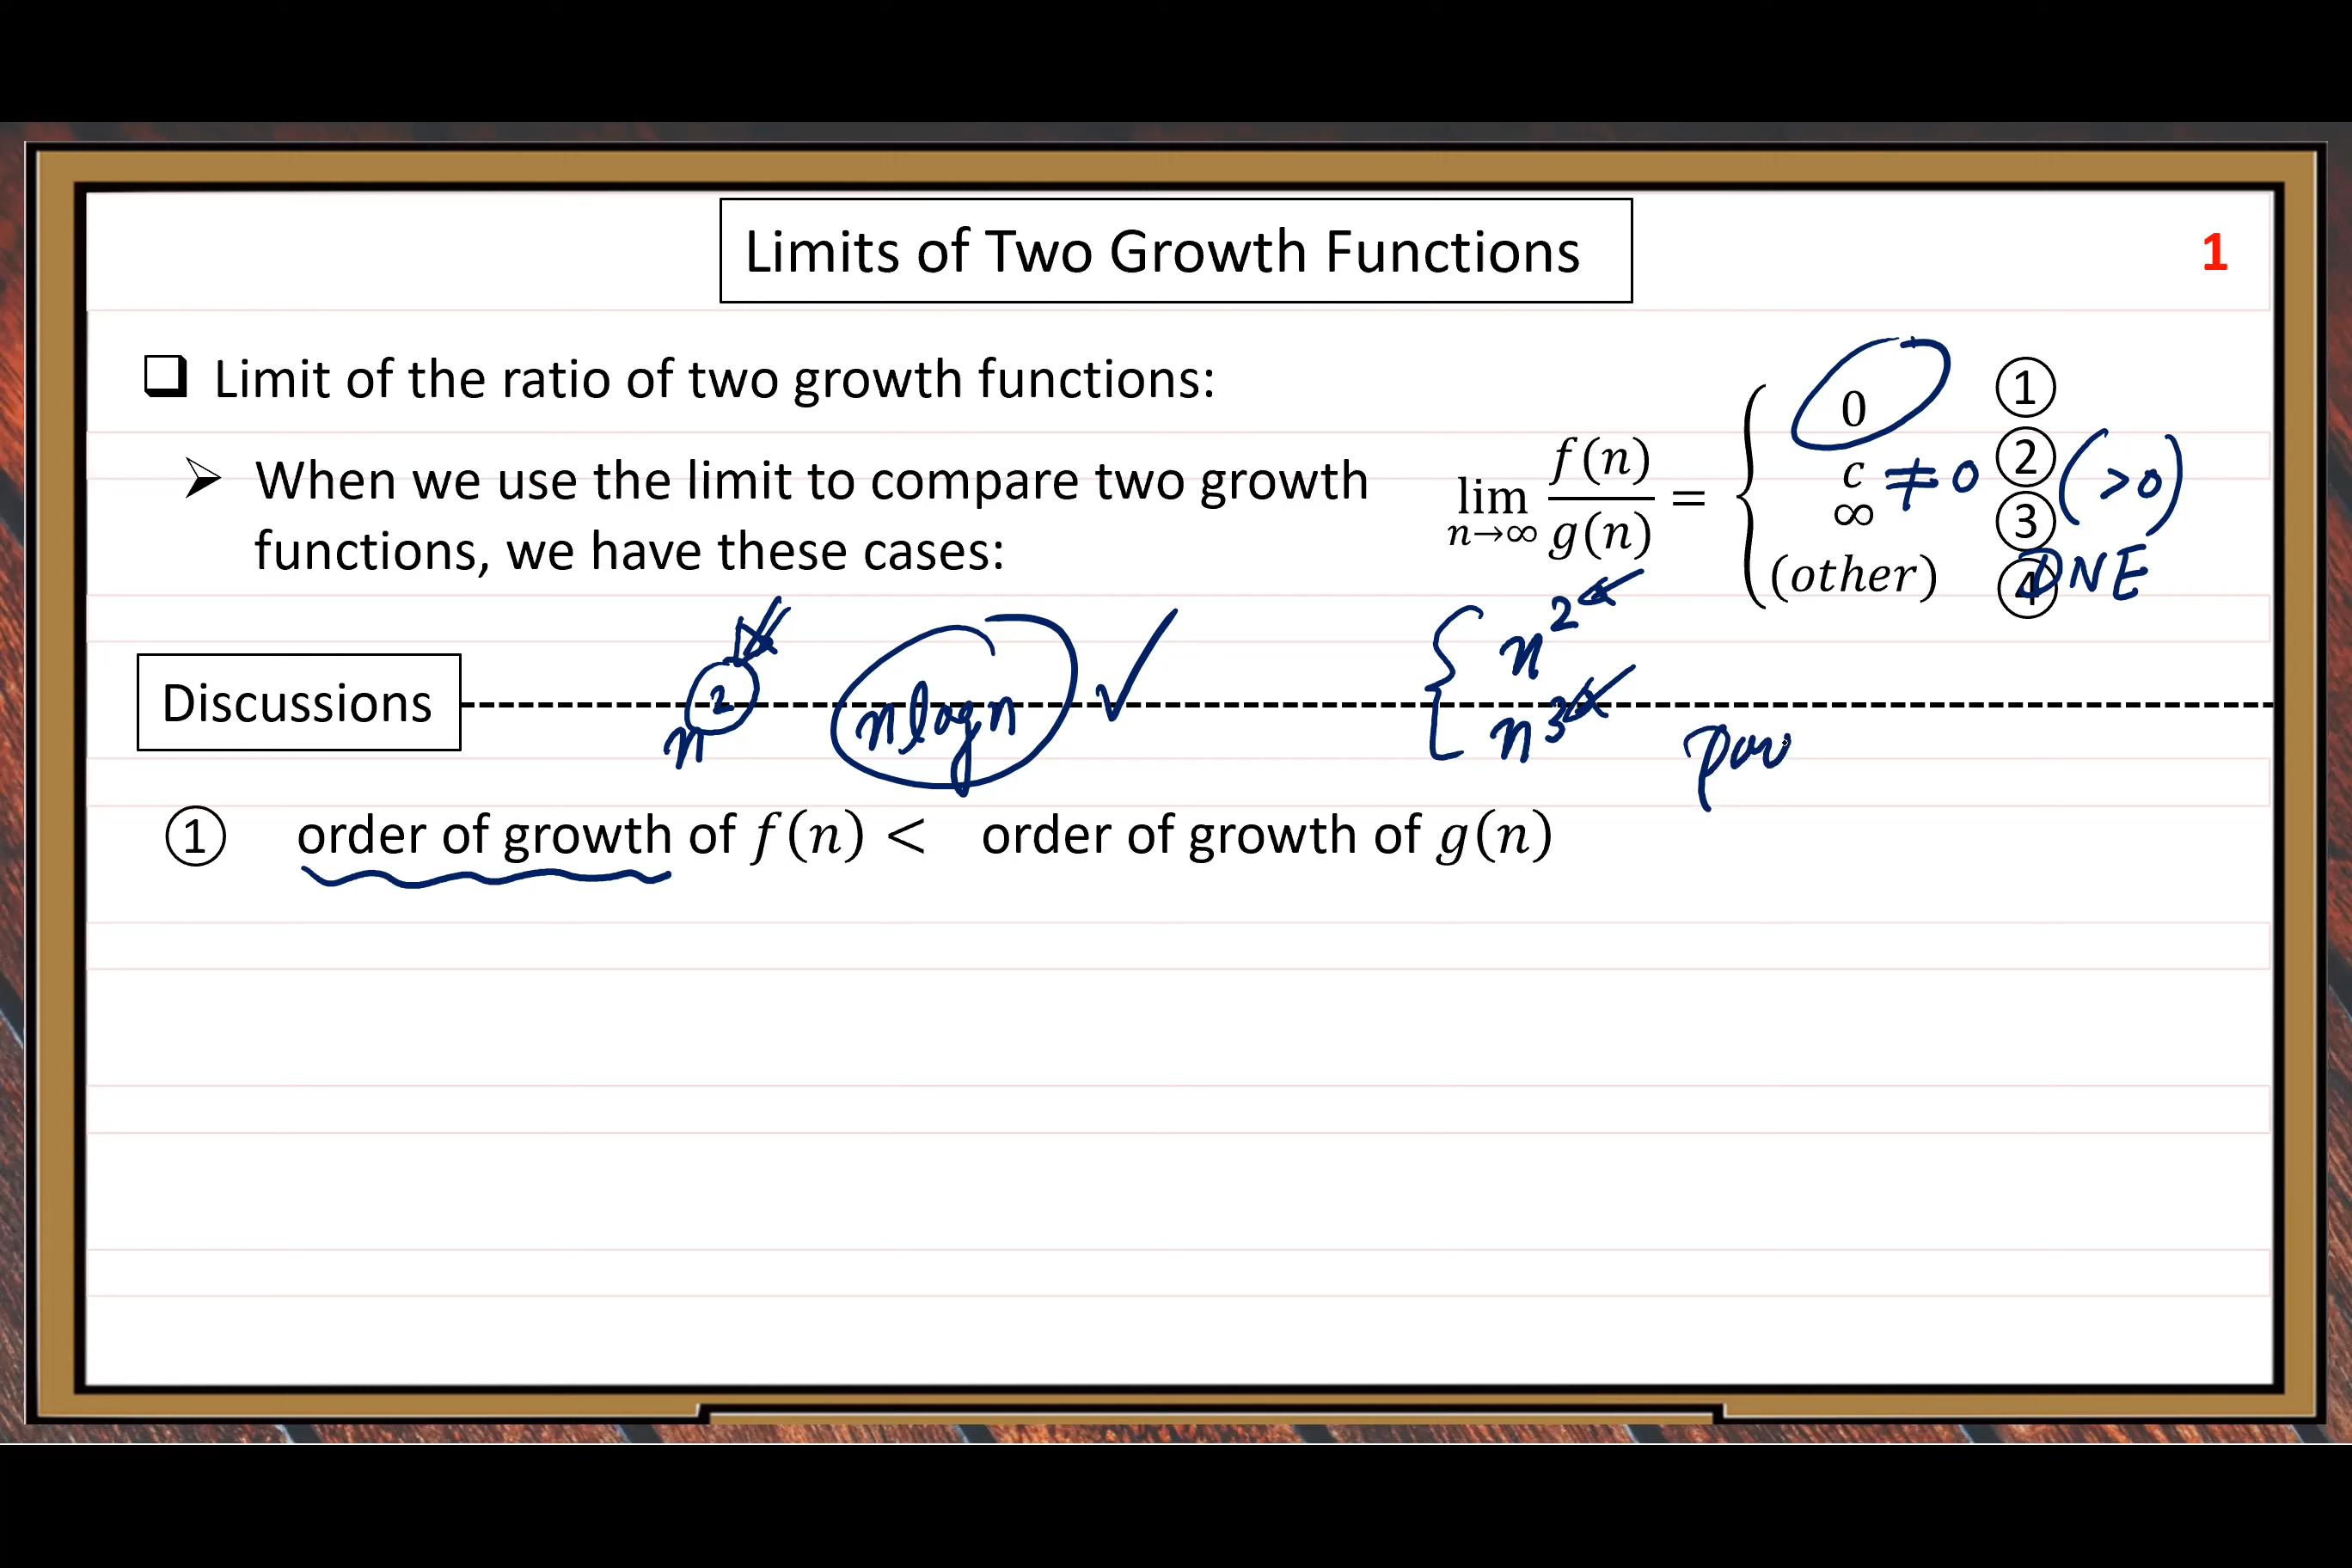 Limits of Two Growth Functions
1
❑ Limit of the ratio of two growth functions:
➢ When we use the limit to compare two growth
functions, we have these cases:
lim n→∞ f(n)/g(n) = { 0 ①
c ≠ 0 ② (>0)
∞ ③
(other) ④ DNE
Discussions
n² n log n ✓ { n²
n³
① order of growth of f(n) < order of growth of g(n)